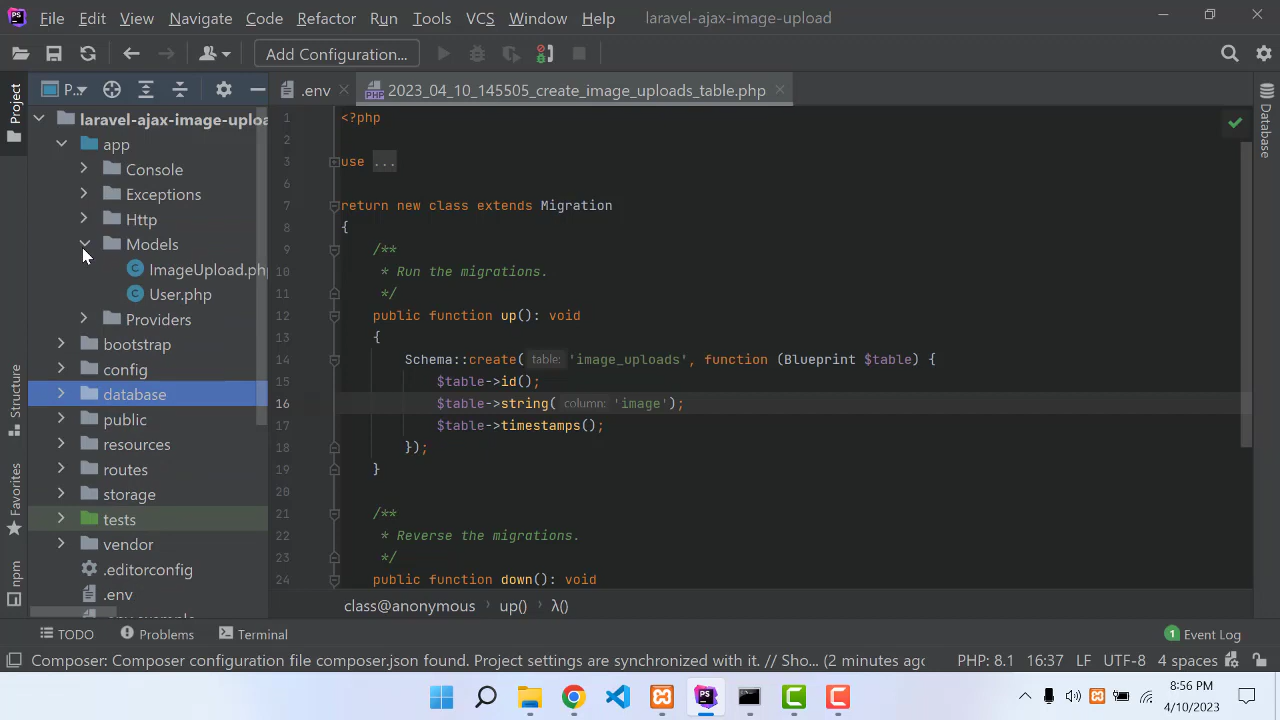 File Edit View Navigate Code Refactor Run Tools VCS Window Help laravel-ajax-image-upload
Add Configuration...
P..
.env
2023_04_10_145505_create_image_uploads_table.php
Project
Structure
Favorites
npm
Database
laravel-ajax-image-uploa
app
Console
Exceptions
Http
Models
ImageUpload.php
User.php
Providers
bootstrap
config
database
public
resources
routes
storage
tests
vendor
.editorconfig
.env
1 <?php
2
3 use ...
6
7 return new class extends Migration
8 {
9 /**
10 * Run the migrations.
11 */
12 public function up(): void
13 {
14 Schema::create( table: 'image_uploads', function (Blueprint $table) {
15 $table->id();
16 $table->string( column: 'image');
17 $table->timestamps();
18 });
19 }
20
21 /**
22 * Reverse the migrations.
23 */
24 public function down(): void
class@anonymous › up() › λ()
TODO Problems Terminal 1 Event Log
Composer: Composer configuration file composer.json found. Project settings are synchronized with it. // Sho... (2 minutes ago PHP: 8.1 16:37 LF UTF-8 4 spaces
8:56 PM
4/10/2023